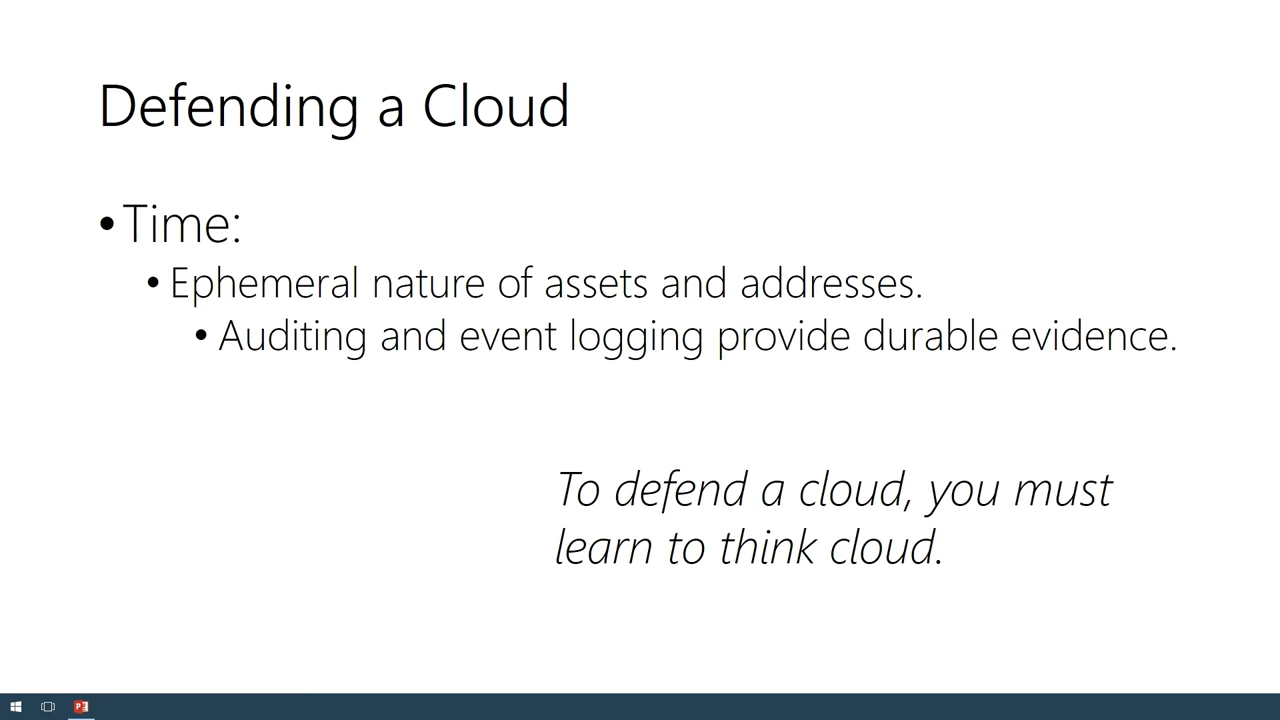 Defending a Cloud
• Time:
• Ephemeral nature of assets and addresses.
• Auditing and event logging provide durable evidence.
To defend a cloud, you must
learn to think cloud.